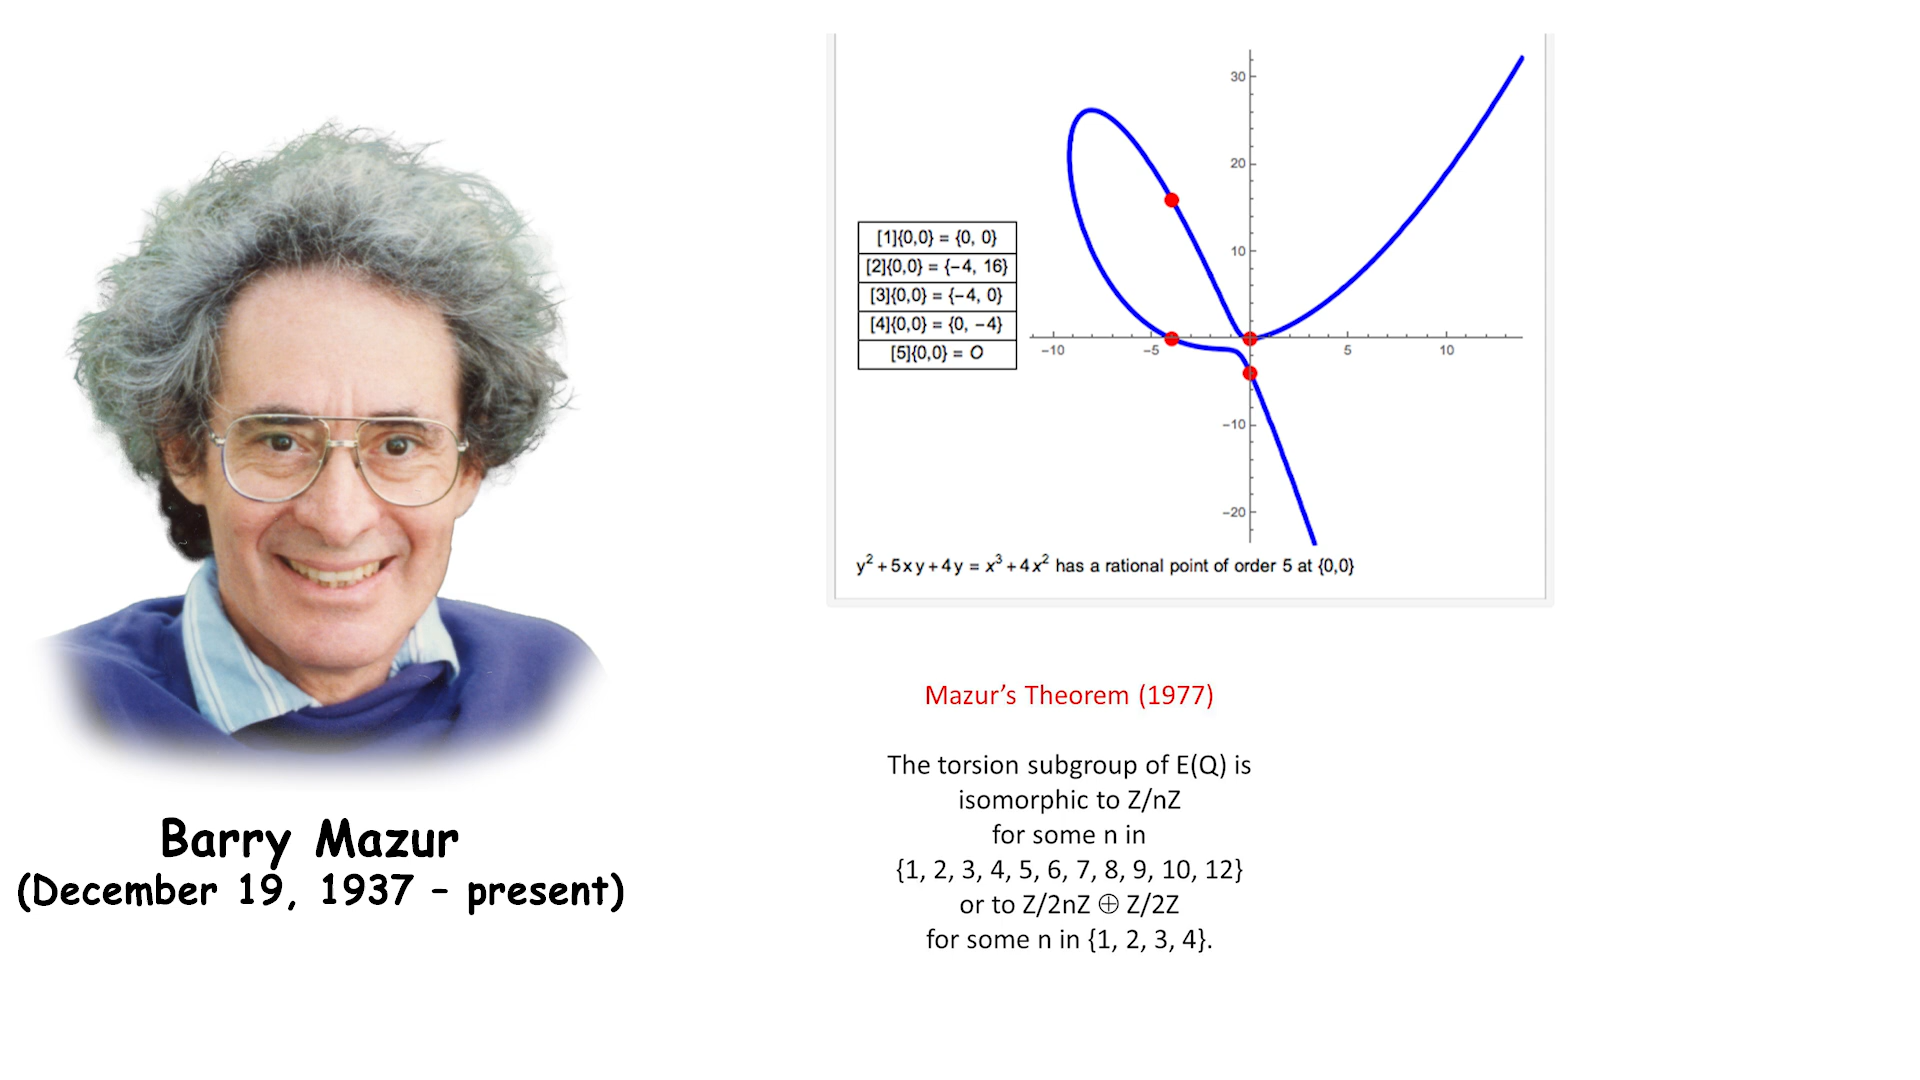 30
20
10
-10
-5
5
10
-10
-20
[1]{0,0} = {0, 0}
[2]{0,0} = {−4, 16}
[3]{0,0} = {−4, 0}
[4]{0,0} = {0, −4}
[5]{0,0} = O
y² + 5 x y + 4 y = x³ + 4 x² has a rational point of order 5 at {0,0}
Barry Mazur
(December 19, 1937 – present)
Mazur’s Theorem (1977)
The torsion subgroup of E(Q) is
isomorphic to Z/nZ
for some n in
{1, 2, 3, 4, 5, 6, 7, 8, 9, 10, 12}
or to Z/2nZ ⊕ Z/2Z
for some n in {1, 2, 3, 4}.